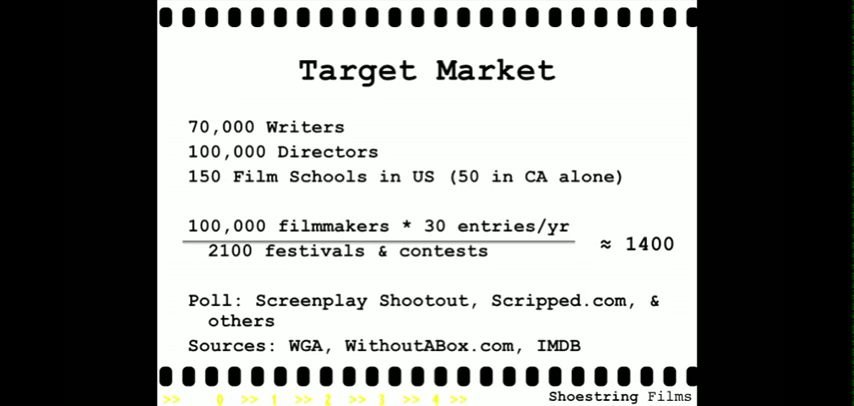 Target Market
70,000 Writers
100,000 Directors
150 Film Schools in US (50 in CA alone)
100,000 filmmakers * 30 entries/yr
≈ 1400
2100 festivals & contests
Poll: Screenplay Shootout, Scripped.com, &
others
Sources: WGA, WithoutABox.com, IMDB
>> 0 >> 1 >> 2 >> 3 >> 4 >>
Shoestring Films